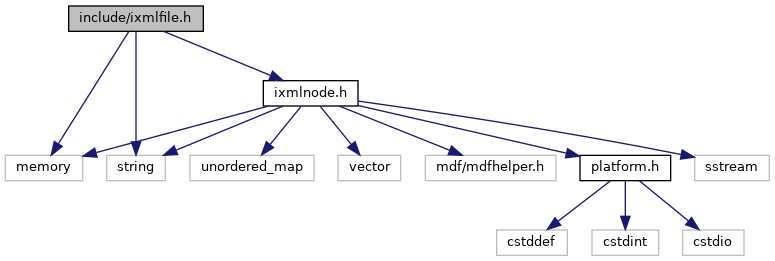 include/ixmlfile.h
ixmlnode.h
memory
string
unordered_map
vector
mdf/mdfhelper.h
platform.h
sstream
cstddef
cstdint
cstdio